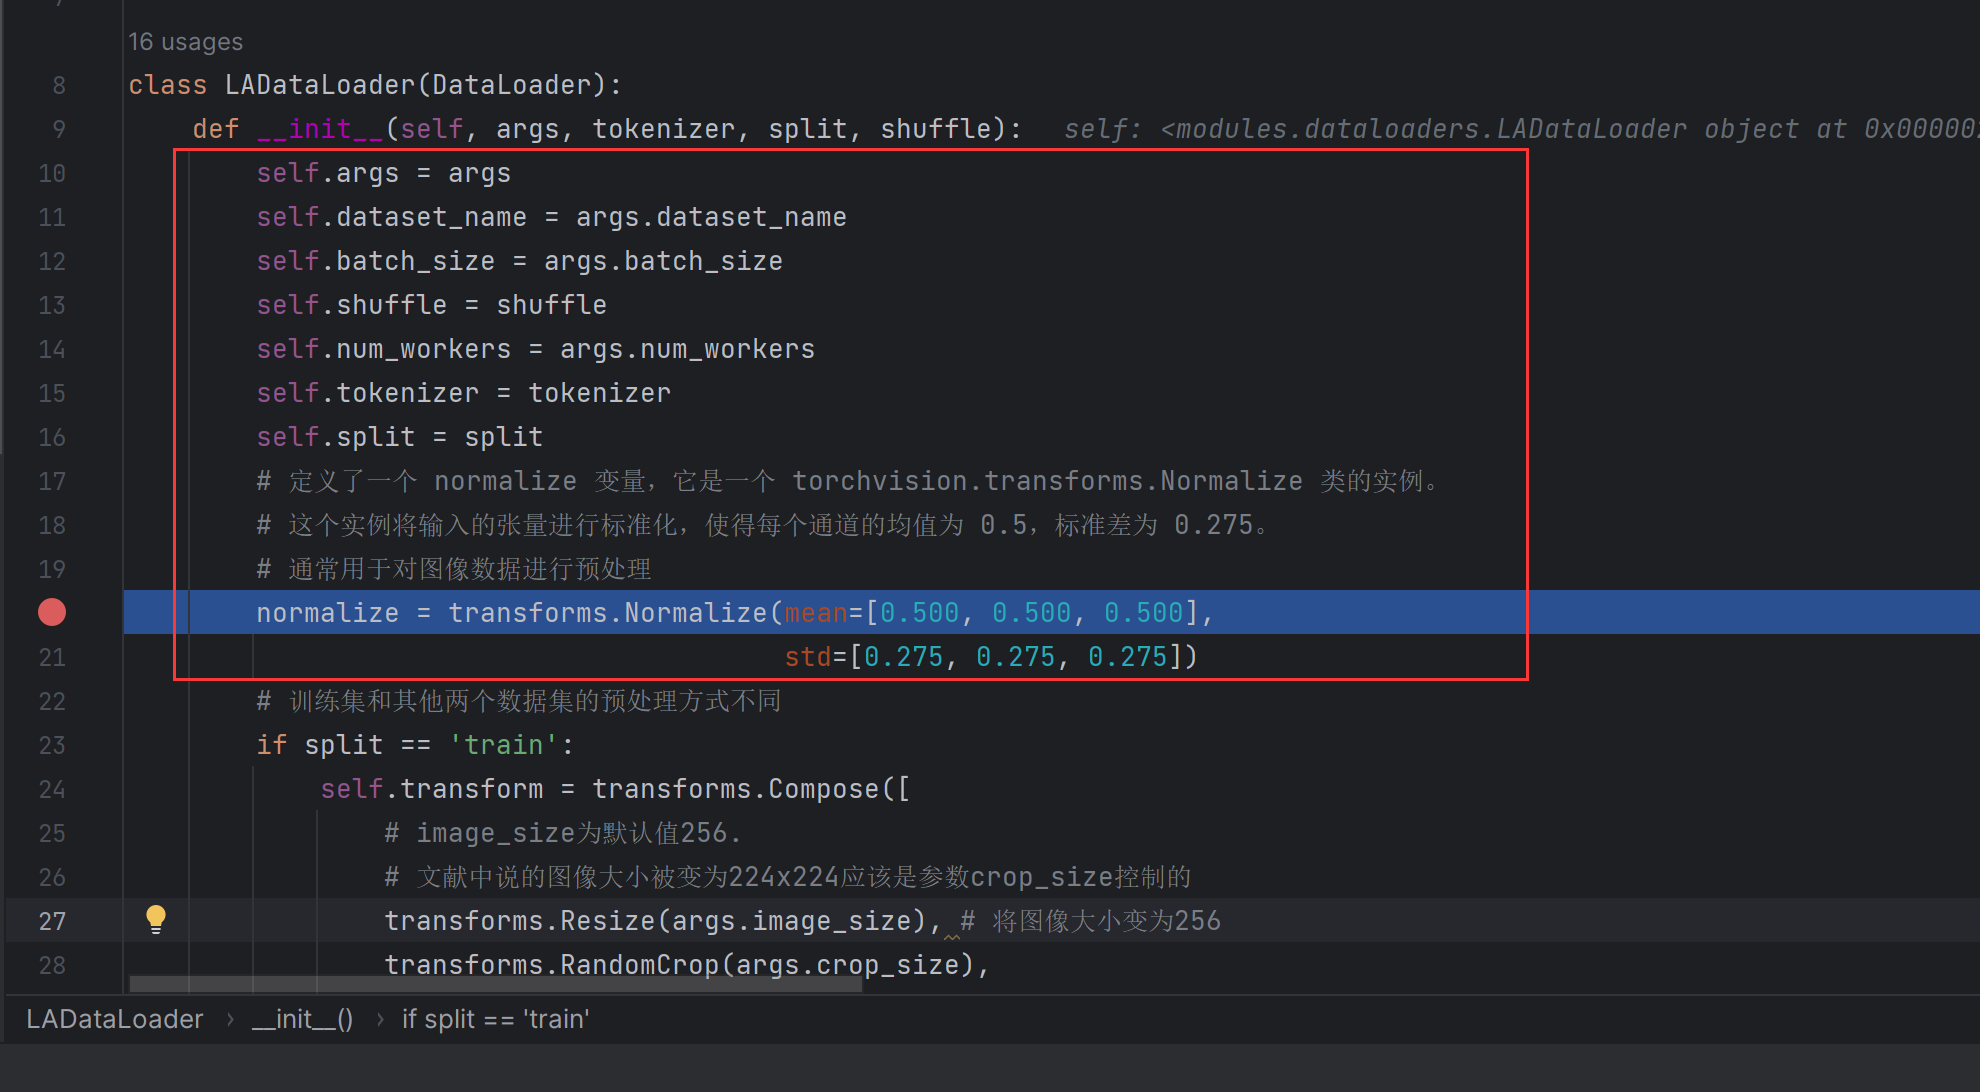 16 usages
8 class LADataLoader(DataLoader):
9 def __init__(self, args, tokenizer, split, shuffle): self: <modules.dataloaders.LADataLoader object at 0x00000
10 self.args = args
11 self.dataset_name = args.dataset_name
12 self.batch_size = args.batch_size
13 self.shuffle = shuffle
14 self.num_workers = args.num_workers
15 self.tokenizer = tokenizer
16 self.split = split
17 # 定义了一个 normalize 变量，它是一个 torchvision.transforms.Normalize 类的实例。
18 # 这个实例将输入的张量进行标准化，使得每个通道的均值为 0.5，标准差为 0.275。
19 # 通常用于对图像数据进行预处理
normalize = transforms.Normalize(mean=[0.500, 0.500, 0.500],
21 std=[0.275, 0.275, 0.275])
22 # 训练集和其他两个数据集的预处理方式不同
23 if split == 'train':
24 self.transform = transforms.Compose([
25 # image_size为默认值256.
26 # 文献中说的图像大小被变为224x224应该是参数crop_size控制的
27 transforms.Resize(args.image_size), # 将图像大小变为256
28 transforms.RandomCrop(args.crop_size),
LADataLoader › __init__() › if split == 'train'